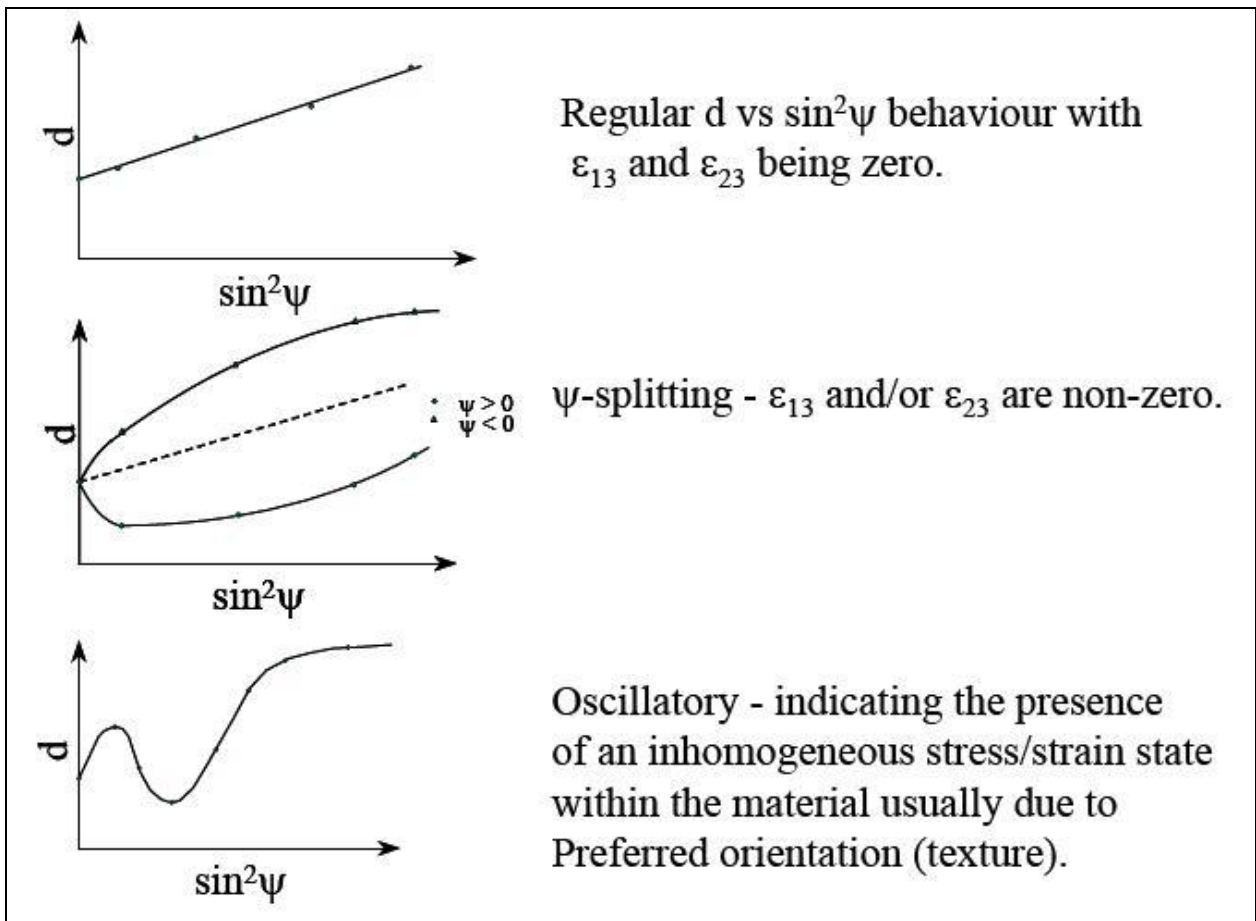 d
sin²ψ
Regular d vs sin²ψ behaviour with
ε₁₃ and ε₂₃ being zero.
d
sin²ψ
ψ>0
ψ<0
ψ-splitting - ε₁₃ and/or ε₂₃ are non-zero.
d
sin²ψ
Oscillatory - indicating the presence
of an inhomogeneous stress/strain state
within the material usually due to
Preferred orientation (texture).